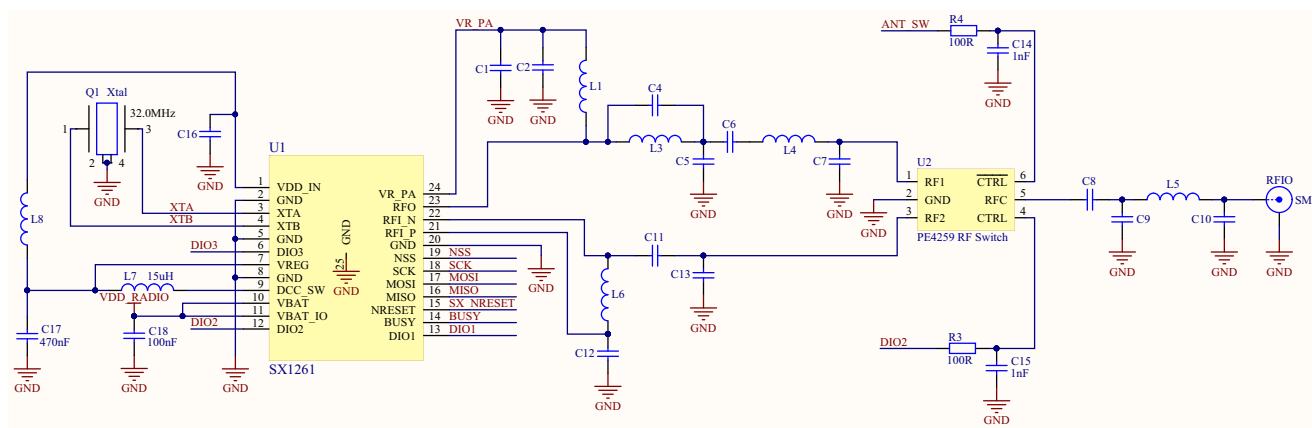 VR_PA
ANT_SW
R4
100R
C14
1nF
GND
C1
C2
GND
GND
L1
C4
L3
C5
GND
C6
L4
C7
GND
Q1 Xtal
32.0MHz
1
3
2
4
GND
C16
GND
L8
XTA
XTB
DIO3
L7 15uH
VDD_RADIO
DIO2
C17
470nF
GND
C18
100nF
GND
GND
U1
1 VDD_IN
2 GND
3 XTA
4 XTB
5 GND
6 DIO3
7 VREG
8 GND
9 DCC_SW
10 VBAT
11 VBAT_IO
12 DIO2
GND
25
GND
VR_PA 24
RFO 23
RFI_N 22
RFI_P 21
GND 20
NSS 19 NSS
SCK 18 SCK
MOSI 17 MOSI
MISO 16 MISO
NRESET 15 SX_NRESET
BUSY 14 BUSY
DIO1 13 DIO1
SX1261
GND
C11
L6
C12
GND
C13
GND
U2
1 RF1 CTRL 6
2 GND RFC 5
3 RF2 CTRL 4
PE4259 RF Switch
GND
C8
C9
GND
L5
C10
GND
RFIO
SM
GND
DIO2
R3
100R
C15
1nF
GND